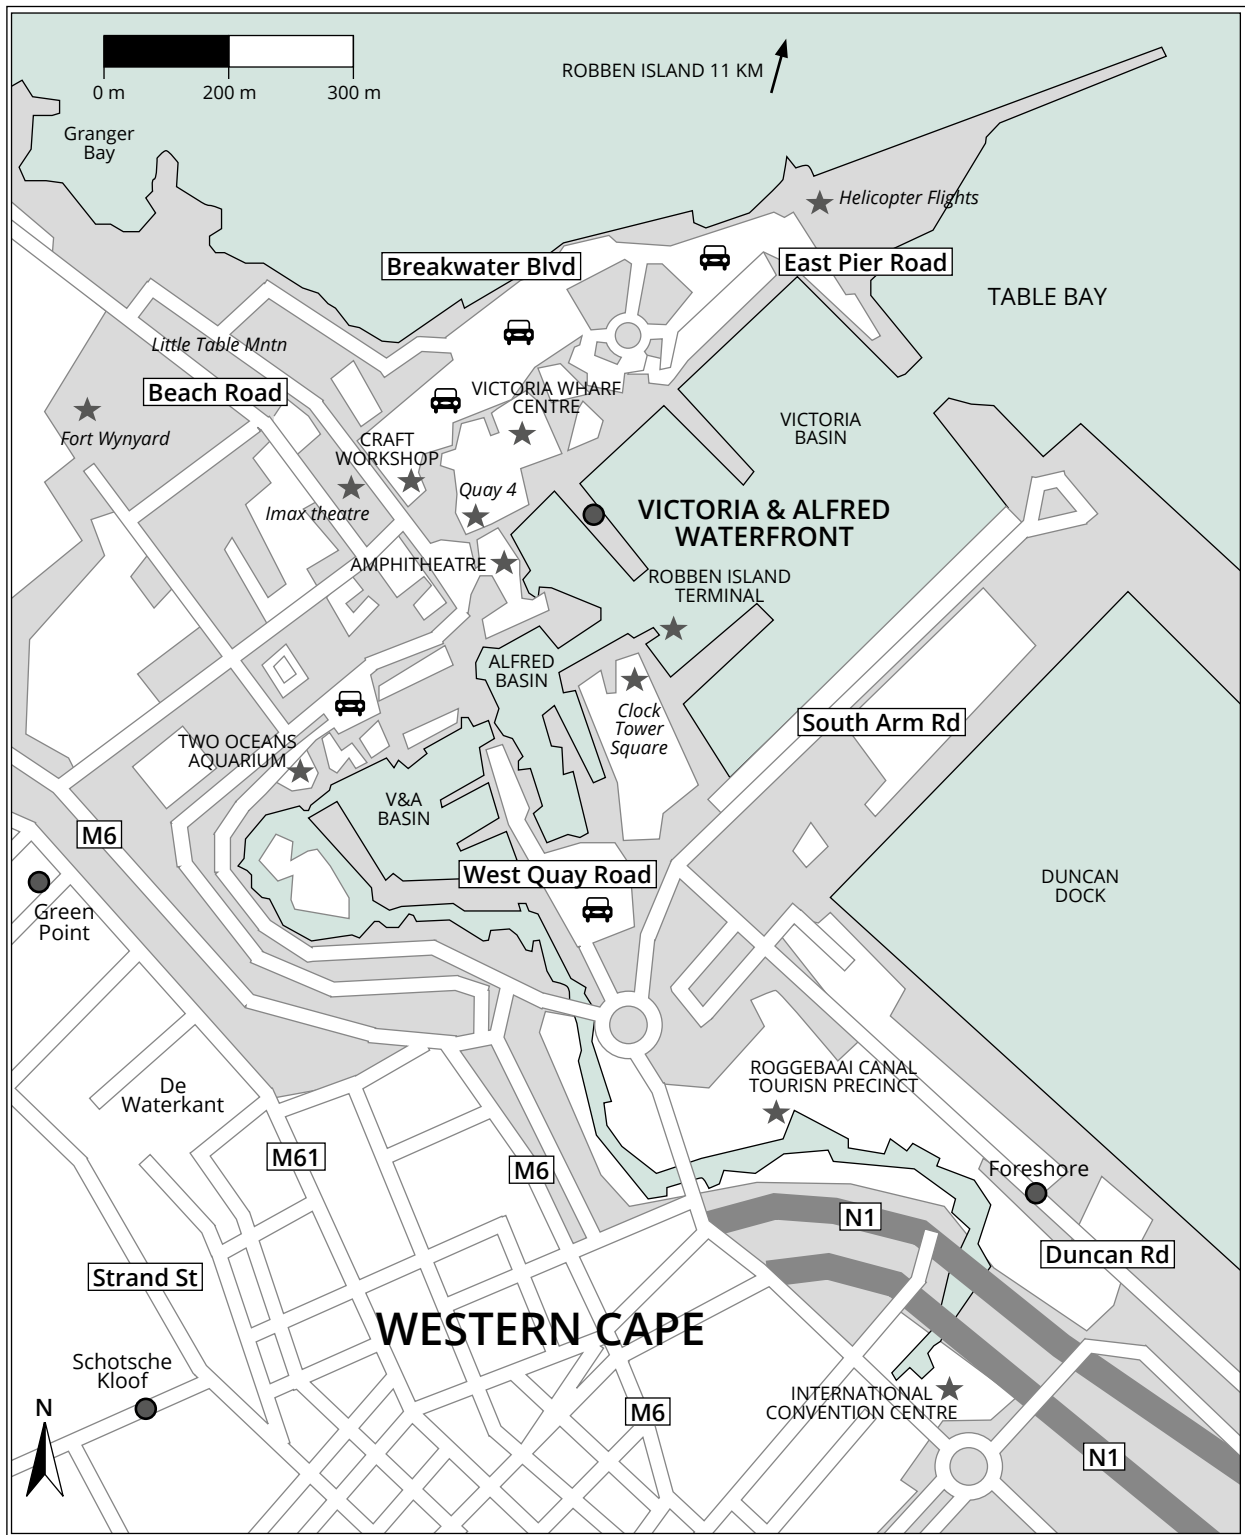 ROBBEN ISLAND 11 KM
0 m 200 m 300 m
Granger
Bay
Helicopter Flights
Breakwater Blvd
East Pier Road
TABLE BAY
Little Table Mntn
Beach Road
VICTORIA WHARF
CENTRE
Fort Wynyard
CRAFT
WORKSHOP
VICTORIA
BASIN
Quay 4
Imax theatre
VICTORIA & ALFRED
WATERFRONT
AMPHITHEATRE
ROBBEN ISLAND
TERMINAL
ALFRED
BASIN
Clock
Tower
Square
South Arm Rd
TWO OCEANS
AQUARIUM
V&A
BASIN
M6
West Quay Road
DUNCAN
DOCK
Green
Point
ROGGEBAAI CANAL
TOURISN PRECINCT
De
Waterkant
M61
M6
Foreshore
N1
Duncan Rd
Strand St
WESTERN CAPE
Schotsche
Kloof
INTERNATIONAL
CONVENTION CENTRE
M6
N
N1